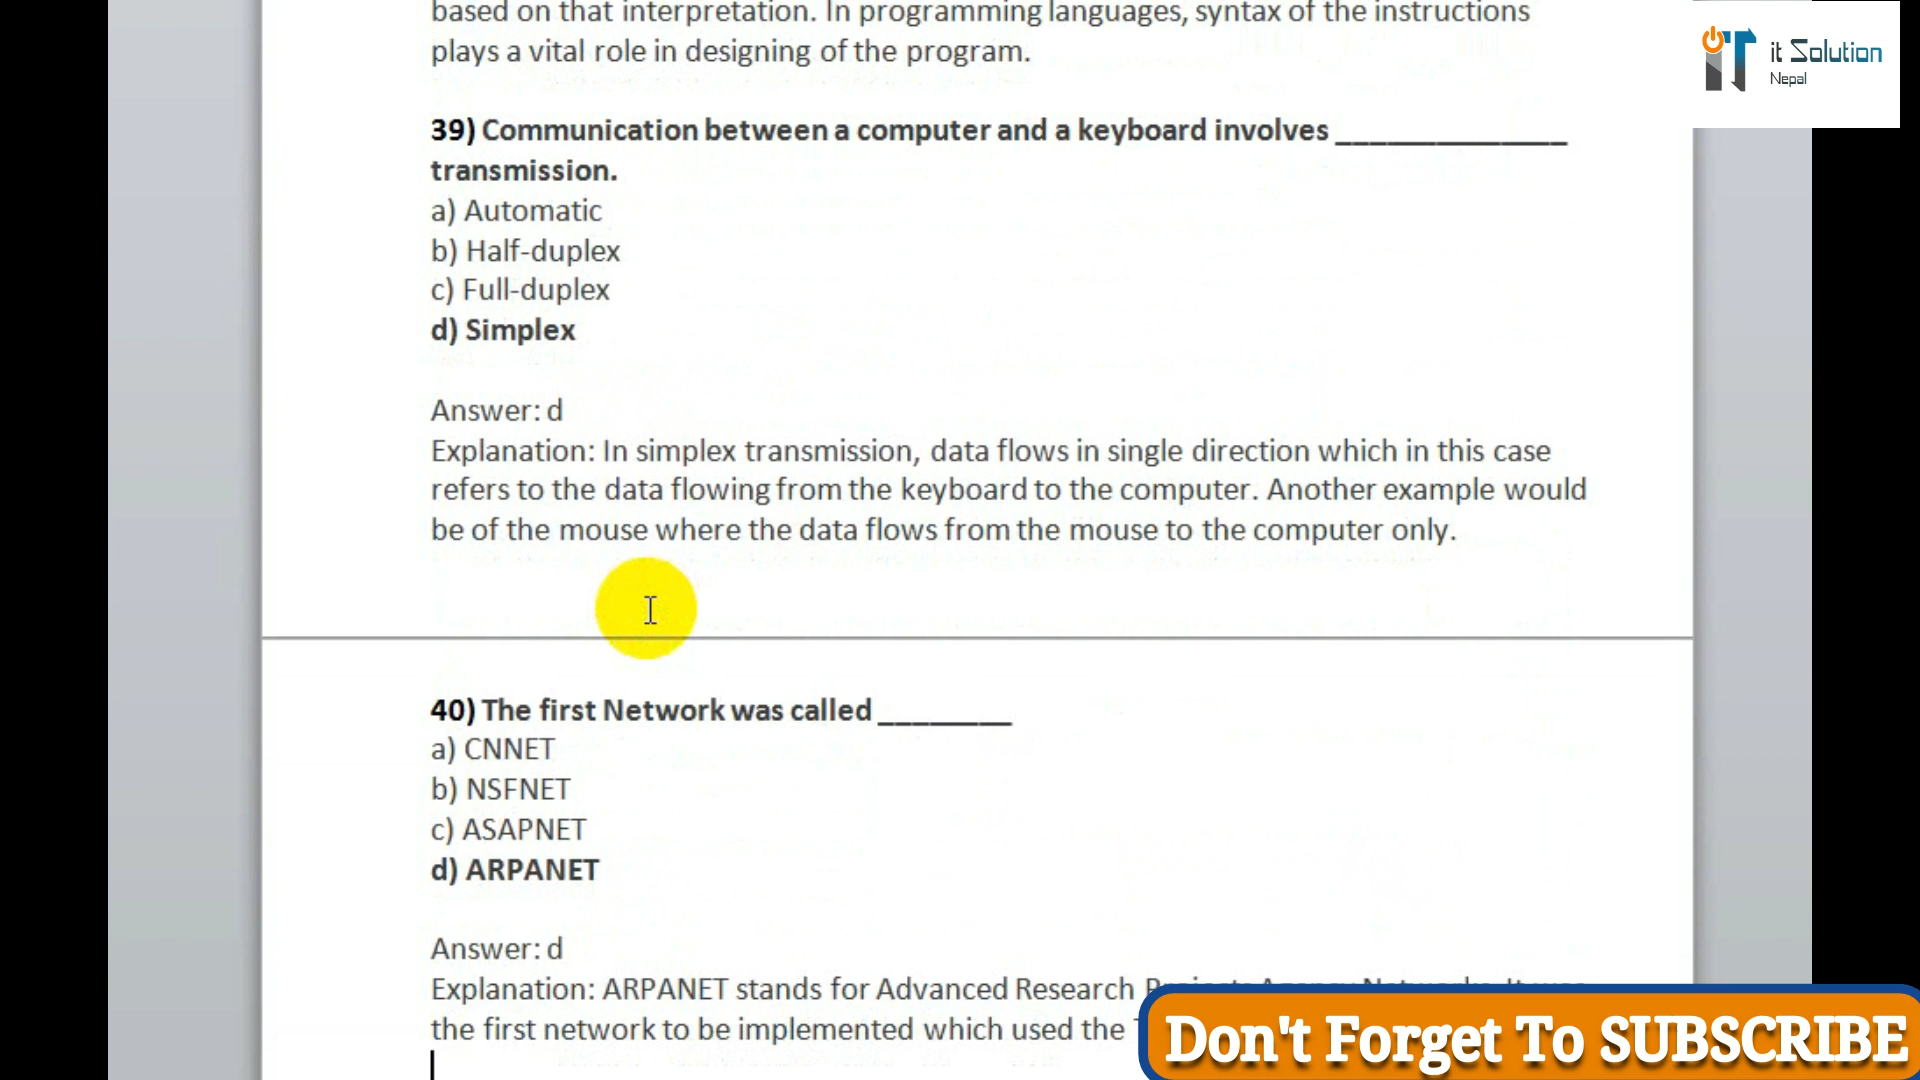 based on that interpretation. In programming languages, syntax of the instructions
plays a vital role in designing of the program.
it Solution
Nepal
39) Communication between a computer and a keyboard involves ______________
transmission.
a) Automatic
b) Half-duplex
c) Full-duplex
d) Simplex
Answer: d
Explanation: In simplex transmission, data flows in single direction which in this case
refers to the data flowing from the keyboard to the computer. Another example would
be of the mouse where the data flows from the mouse to the computer only.
40) The first Network was called ________
a) CNNET
b) NSFNET
c) ASAPNET
d) ARPANET
Answer: d
Explanation: ARPANET stands for Advanced Research
the first network to be implemented which used the
Don't Forget To SUBSCRIBE